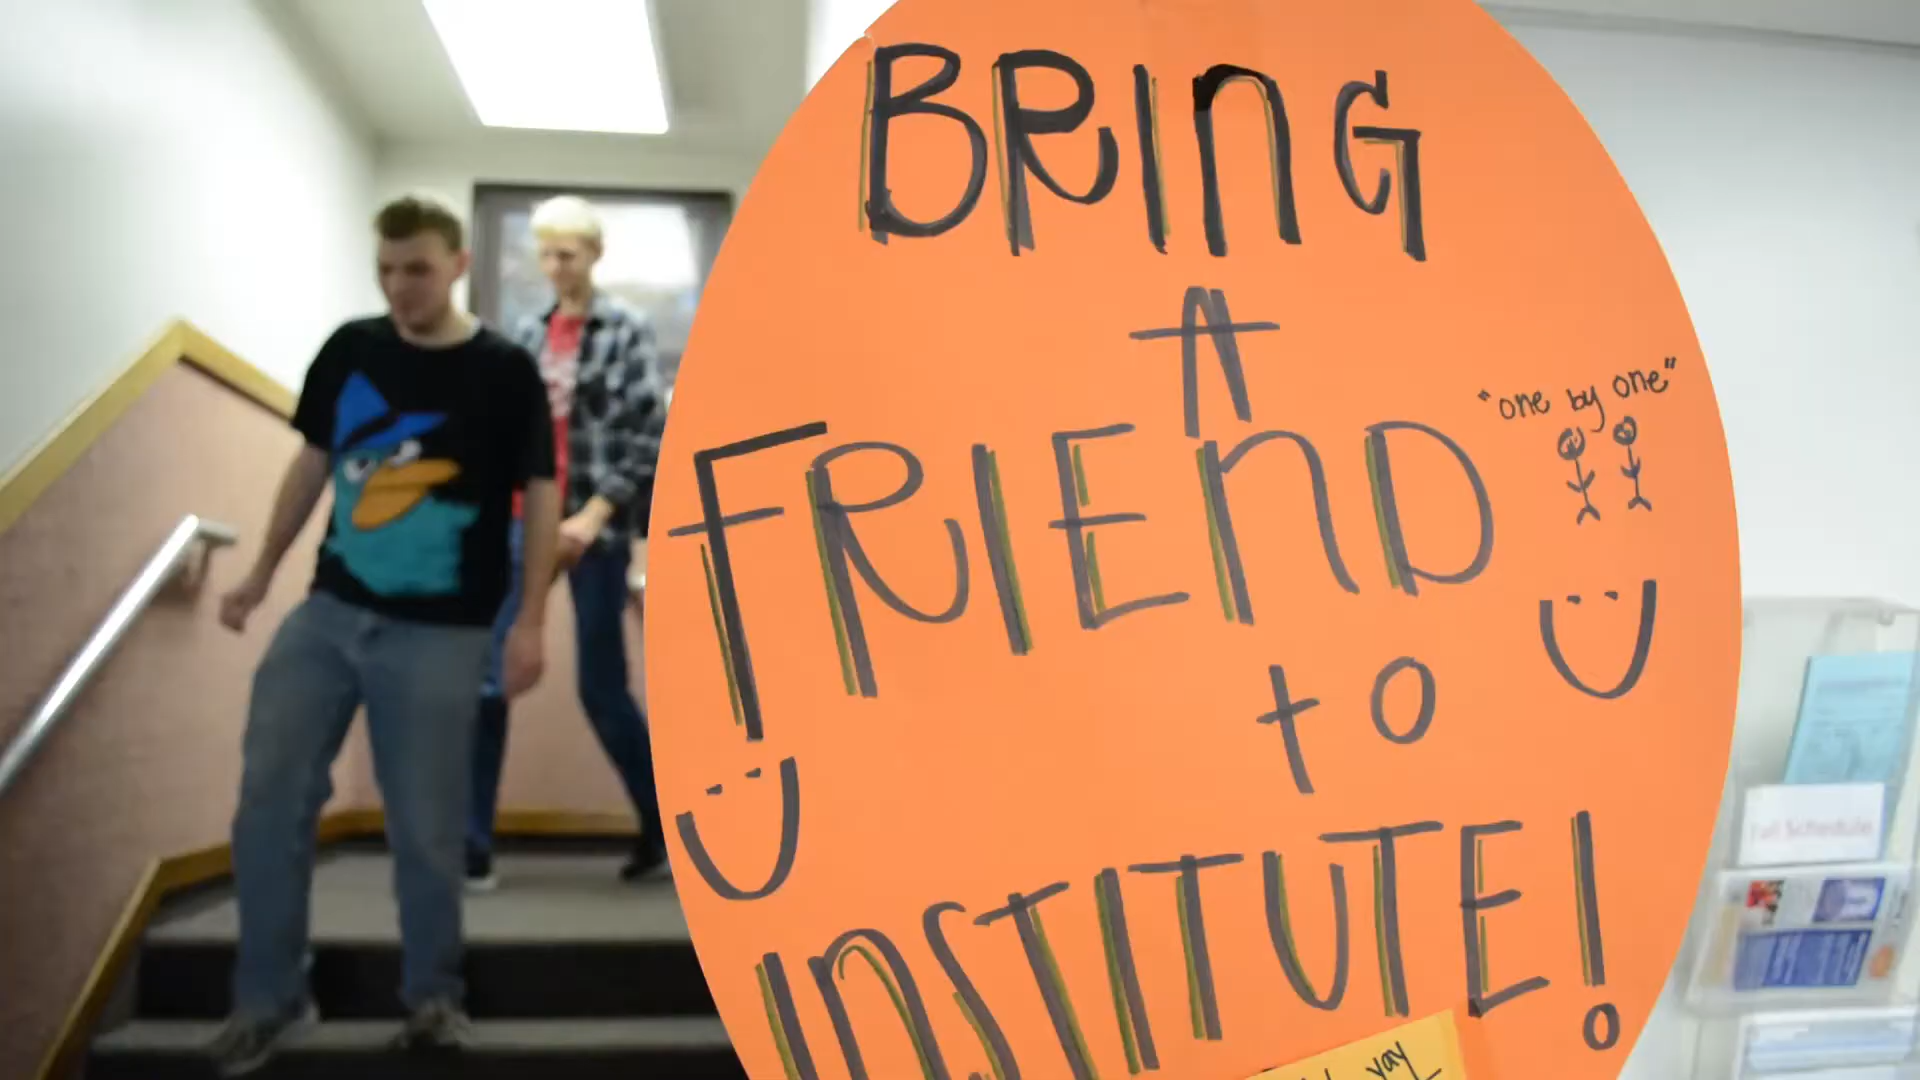 BRInG
A
FRIEnD
"one by one"
to
INSTITUTE!
yay
Fall Schedule